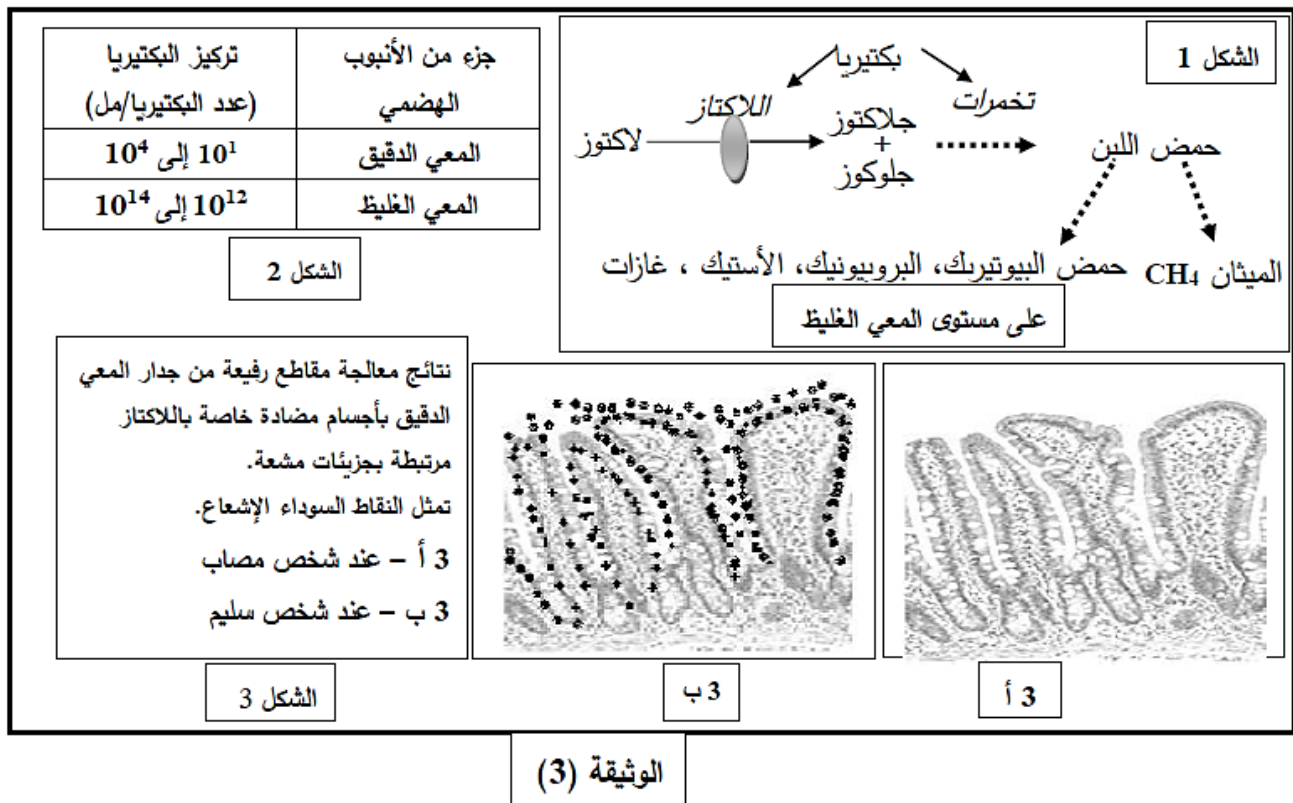 الشكل 1
بكتيريا
اللاكتاز
تخمرات
لاكتوز
جلاكتوز
+
جلوكوز
حمض اللبن
الميثان CH₄
حمض البيوتيريك، البروبيونيك، الأستيك ، غازات
على مستوى المعي الغليظ
جزء من الأنبوب الهضمي
تركيز البكتيريا (عدد البكتيريا/مل)
المعي الدقيق
10¹ إلى 10⁴
المعي الغليظ
10¹² إلى 10¹⁴
الشكل 2
3 أ
3 ب
نتائج معالجة مقاطع رفيعة من جدار المعي
الدقيق بأجسام مضادة خاصة باللاكتاز
مرتبطة بجزيئات مشعة.
تمثل النقاط السوداء الإشعاع.
3 أ – عند شخص مصاب
3 ب – عند شخص سليم
الشكل 3
الوثيقة (3)